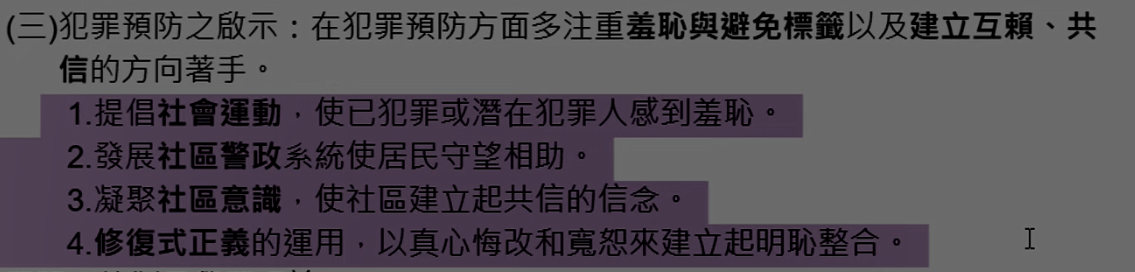 (三)犯罪預防之啟示：在犯罪預防方面多注重羞恥與避免標籤以及建立互賴、共
信的方向著手。
1.提倡社會運動，使已犯罪或潛在犯罪人感到羞恥。
2.發展社區警政系統使居民守望相助。
3.凝聚社區意識，使社區建立起共信的信念。
4.修復式正義的運用，以真心悔改和寬恕來建立起明恥整合。